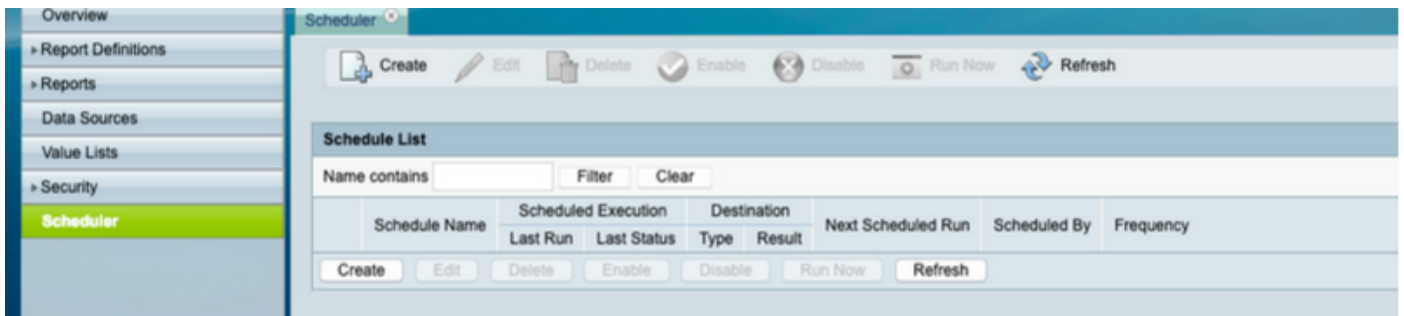 Overview
Report Definitions
Reports
Data Sources
Value Lists
Security
Scheduler
Scheduler
Create Edit Delete Enable Disable Run Now Refresh
Schedule List
Name contains Filter Clear
Schedule Name Scheduled Execution Destination Next Scheduled Run Scheduled By Frequency
Last Run Last Status Type Result
Create Edit Delete Enable Disable Run Now Refresh